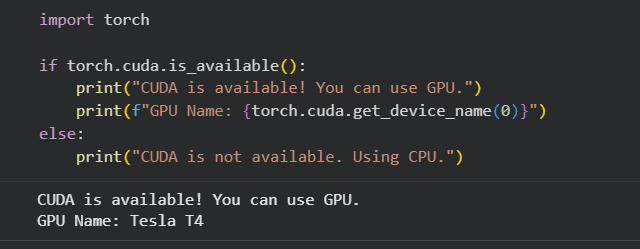 import torch
if torch.cuda.is_available():
print("CUDA is available! You can use GPU.")
print(f"GPU Name: {torch.cuda.get_device_name(0)}")
else:
print("CUDA is not available. Using CPU.")
CUDA is available! You can use GPU.
GPU Name: Tesla T4